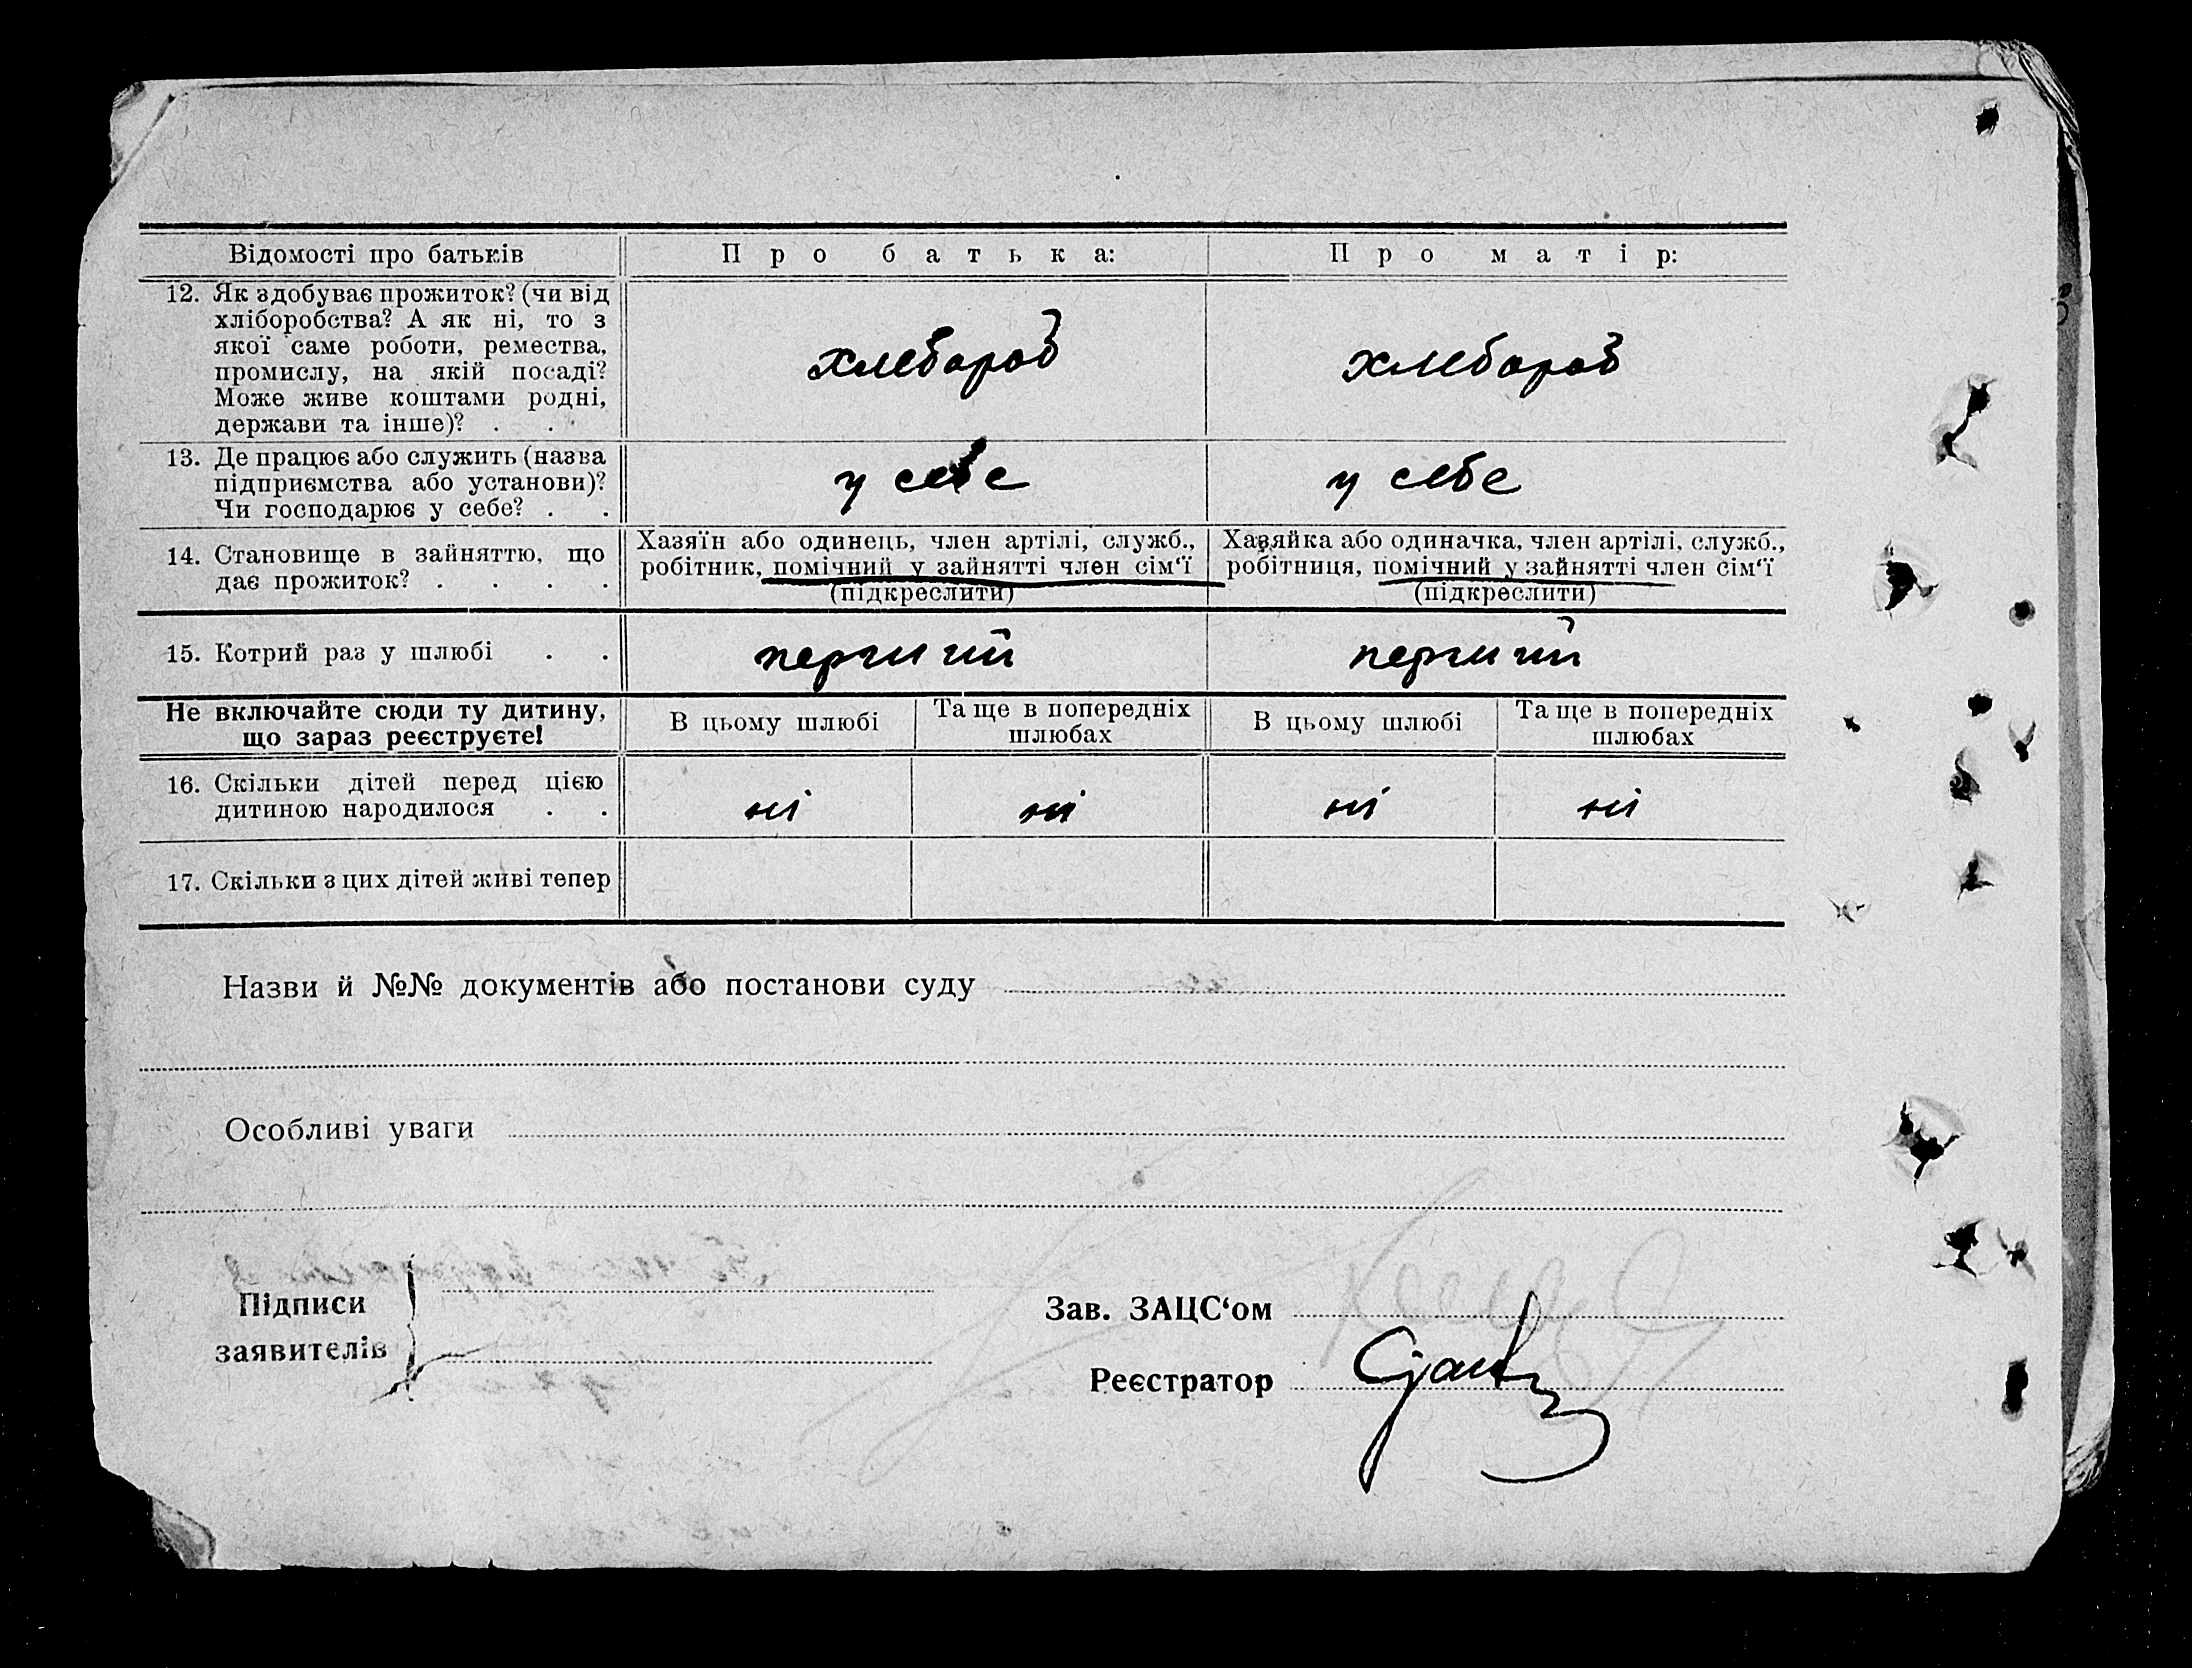 Відомості про батьків
Про батька:
Про матір:
12. Як здобуває прожиток? (чи від
хліборобства? А як ні, то з
якої саме роботи, ремества,
промислу, на якій посаді?
Може живе коштами родні,
держави та інше)? . .
хлебороб
хлебороб
13. Де працює або служить (назва
підприємства або установи)?
Чи господарює у себе? . .
у себе
у себе
14. Становище в зайняттю, що
дає прожиток? . . . .
Хазяїн або одинець, член артілі, служб.,
робітник, помічний у зайнятті член сім'ї
(підкреслити)
Хазяйка або одиначка, член артілі, служб.,
робітниця, помічний у зайнятті член сім'ї
(підкреслити)
15. Котрий раз у шлюбі . .
перший
перший
Не включайте сюди ту дитину,
що зараз реєструєте!
В цьому шлюбі
Та ще в попередніх
шлюбах
В цьому шлюбі
Та ще в попередніх
шлюбах
16. Скільки дітей перед цією
дитиною народилося . .
ні
ні
ні
ні
17. Скільки з цих дітей живі тепер
Назви й №№ документів або постанови суду
Особливі уваги
Підписи
заявителів
Зав. ЗАЦС‘ом
Реєстратор